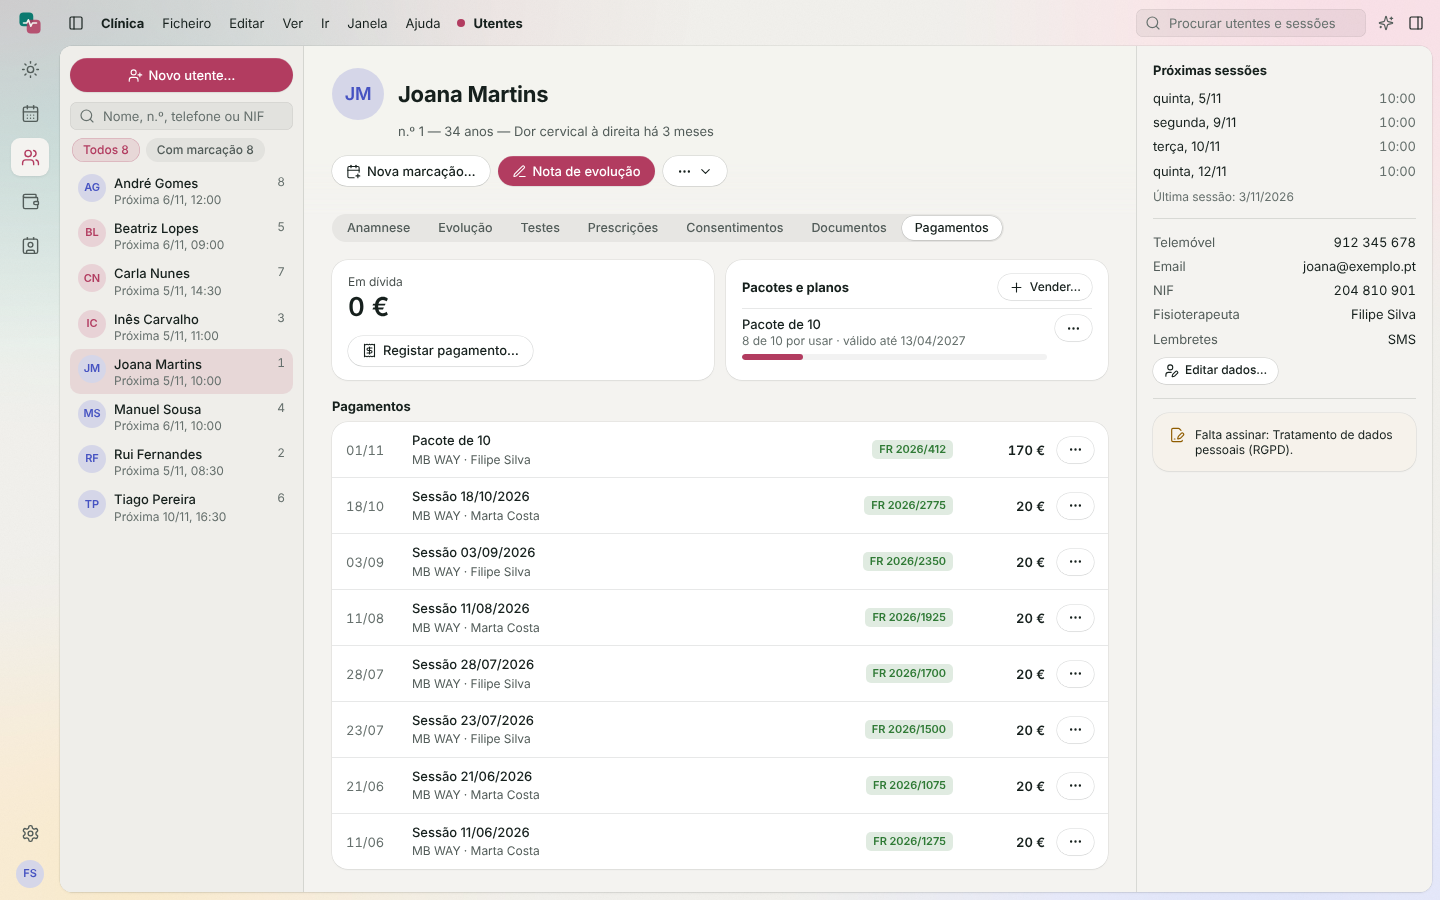 Clínica Ficheiro Editar Ver Ir Janela Ajuda Utentes
Procurar utentes e sessões
Novo utente...
Nome, n.º, telefone ou NIF
Todos 8 Com marcação 8
AG André Gomes 8
Próxima 6/11, 12:00
BL Beatriz Lopes 5
Próxima 6/11, 09:00
CN Carla Nunes 7
Próxima 5/11, 14:30
IC Inês Carvalho 3
Próxima 5/11, 11:00
JM Joana Martins 1
Próxima 5/11, 10:00
MS Manuel Sousa 4
Próxima 6/11, 10:00
RF Rui Fernandes 2
Próxima 5/11, 08:30
TP Tiago Pereira 6
Próxima 10/11, 16:30
FS
JM Joana Martins
n.º 1 — 34 anos — Dor cervical à direita há 3 meses
Nova marcação... Nota de evolução
Anamnese Evolução Testes Prescrições Consentimentos Documentos Pagamentos
Em dívida
0 €
Registar pagamento...
Pacotes e planos Vender...
Pacote de 10
8 de 10 por usar · válido até 13/04/2027
Pagamentos
01/11 Pacote de 10 FR 2026/412 170 €
MB WAY · Filipe Silva
18/10 Sessão 18/10/2026 FR 2026/2775 20 €
MB WAY · Marta Costa
03/09 Sessão 03/09/2026 FR 2026/2350 20 €
MB WAY · Filipe Silva
11/08 Sessão 11/08/2026 FR 2026/1925 20 €
MB WAY · Marta Costa
28/07 Sessão 28/07/2026 FR 2026/1700 20 €
MB WAY · Filipe Silva
23/07 Sessão 23/07/2026 FR 2026/1500 20 €
MB WAY · Filipe Silva
21/06 Sessão 21/06/2026 FR 2026/1075 20 €
MB WAY · Marta Costa
11/06 Sessão 11/06/2026 FR 2026/1275 20 €
MB WAY · Marta Costa
Próximas sessões
quinta, 5/11 10:00
segunda, 9/11 10:00
terça, 10/11 10:00
quinta, 12/11 10:00
Última sessão: 3/11/2026
Telemóvel 912 345 678
Email joana@exemplo.pt
NIF 204 810 901
Fisioterapeuta Filipe Silva
Lembretes SMS
Editar dados...
Falta assinar: Tratamento de dados
pessoais (RGPD).